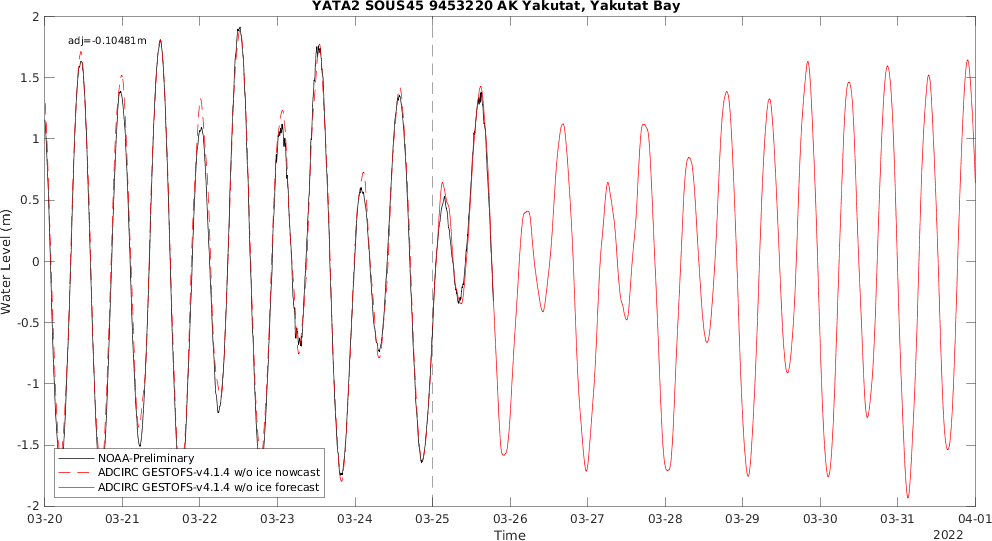 YATA2 SOUS45 9453220 AK Yakutat, Yakutat Bay
adj=-0.10481m
Water Level (m)
2
1.5
1
0.5
0
-0.5
-1
-1.5
-2
NOAA-Preliminary
ADCIRC GESTOFS-v4.1.4 w/o ice nowcast
ADCIRC GESTOFS-v4.1.4 w/o ice forecast
03-20 03-21 03-22 03-23 03-24 03-25 03-26 03-27 03-28 03-29 03-30 03-31 04-01
Time
2022